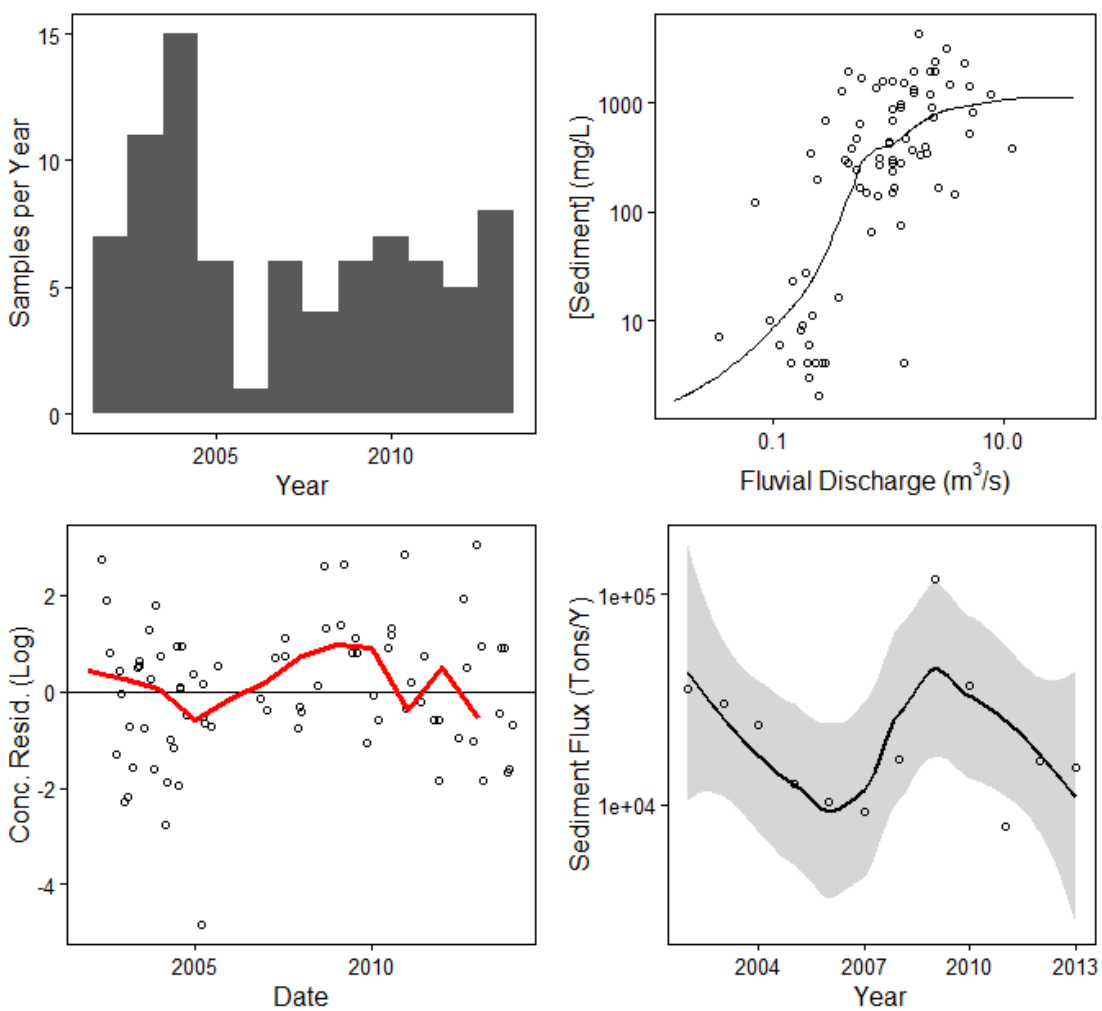 Samples per Year
15
10
5
0
2005 2010
Year
[Sediment] (mg/L)
1000
100
10
0.1 10.0
Fluvial Discharge (m³/s)
Conc. Resid. (Log)
2
0
-2
-4
2005 2010
Date
Sediment Flux (Tons/Y)
1e+05
1e+04
2004 2007 2010 2013
Year